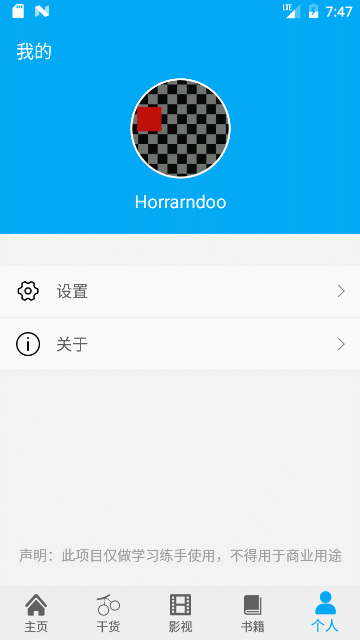 LTE 7:47
我的
Horrarndoo
设置
关于
声明：此项目仅做学习练手使用，不得用于商业用途
主页 干货 影视 书籍 个人